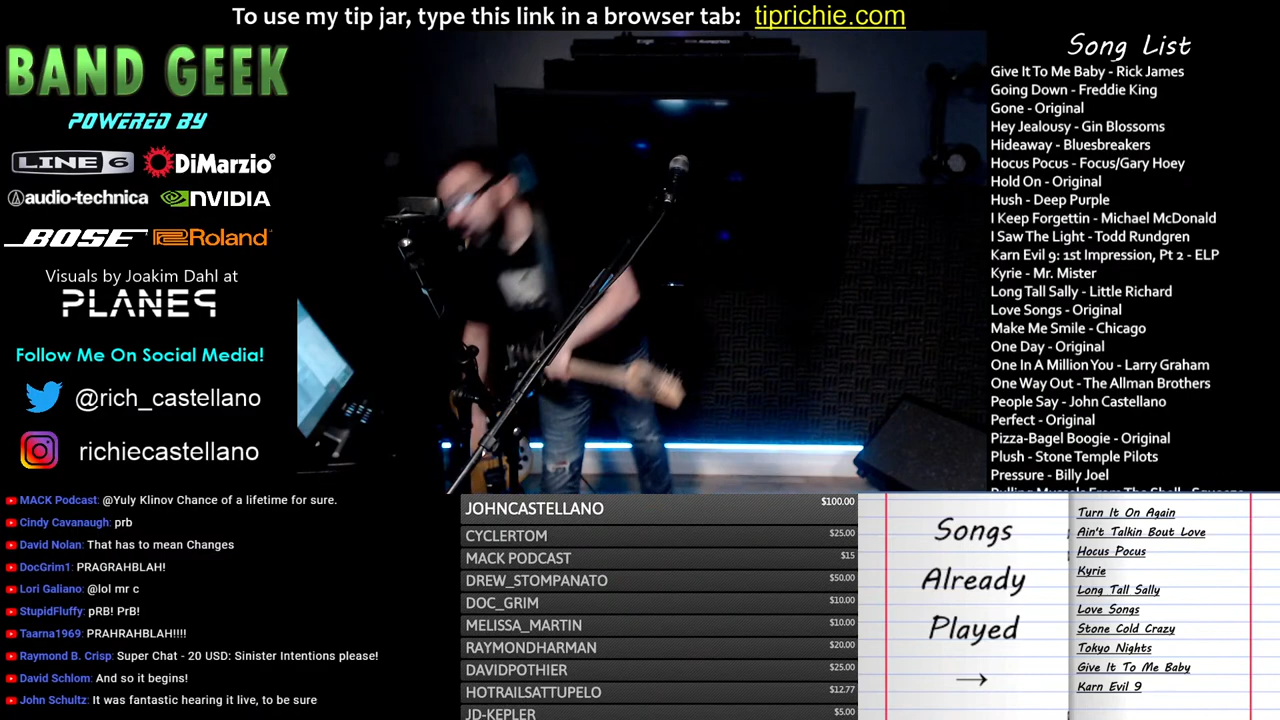 To use my tip jar, type this link in a browser tab: tiprichie.com
BAND GEEK
POWERED BY
LINE 6
DiMarzio
audio-technica
NVIDIA
BOSE
Roland
Visuals by Joakim Dahl at
PLANE9
Follow Me On Social Media!
@rich_castellano
richiecastellano
Song List
Give It To Me Baby - Rick James
Going Down - Freddie King
Gone - Original
Hey Jealousy - Gin Blossoms
Hideaway - Bluesbreakers
Hocus Pocus - Focus/Gary Hoey
Hold On - Original
Hush - Deep Purple
I Keep Forgettin - Michael McDonald
I Saw The Light - Todd Rundgren
Karn Evil 9: 1st Impression, Pt 2 - ELP
Kyrie - Mr. Mister
Long Tall Sally - Little Richard
Love Songs - Original
Make Me Smile - Chicago
One Day - Original
One In A Million You - Larry Graham
One Way Out - The Allman Brothers
People Say - John Castellano
Perfect - Original
Pizza-Bagel Boogie - Original
Plush - Stone Temple Pilots
Pressure - Billy Joel
MACK Podcast: @Yuly Klinov Chance of a lifetime for sure.
Cindy Cavanaugh: prb
David Nolan: That has to mean Changes
DocGrim1: PRAGRAHBLAH!
Lori Galiano: @lol mr c
StupidFluffy: pRB! PrB!
Taarna1969: PRAHRAHBLAH!!!!
Raymond B. Crisp: Super Chat - 20 USD: Sinister Intentions please!
David Schlom: And so it begins!
John Schultz: It was fantastic hearing it live, to be sure
JOHNCASTELLANO $100.00
CYCLERTOM $25.00
MACK PODCAST $15
DREW_STOMPANATO $50.00
DOC_GRIM $10.00
MELISSA_MARTIN $10.00
RAYMONDHARMAN $20.00
DAVIDPOTHIER $25.00
HOTRAILSATTUPELO $12.77
JD-KEPLER $5.00
Songs
Already
Played
→
Turn It On Again
Ain't Talkin Bout Love
Hocus Pocus
Kyrie
Long Tall Sally
Love Songs
Stone Cold Crazy
Tokyo Nights
Give It To Me Baby
Karn Evil 9